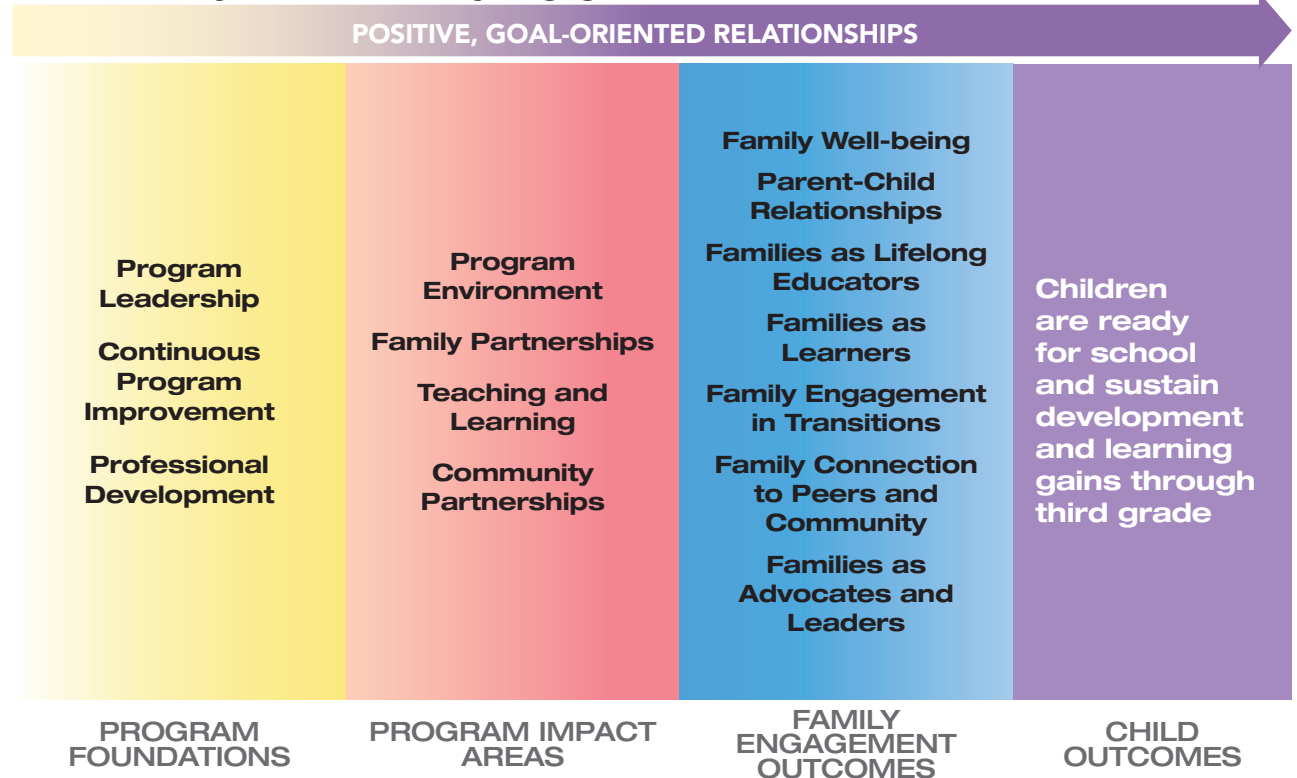 POSITIVE, GOAL-ORIENTED RELATIONSHIPS
Program
Leadership
Continuous
Program
Improvement
Professional
Development
Program
Environment
Family Partnerships
Teaching and
Learning
Community
Partnerships
Family Well-being
Parent-Child
Relationships
Families as Lifelong
Educators
Families as
Learners
Family Engagement
in Transitions
Family Connection
to Peers and
Community
Families as
Advocates and
Leaders
Children
are ready
for school
and sustain
development
and learning
gains through
third grade
PROGRAM
FOUNDATIONS
PROGRAM IMPACT
AREAS
FAMILY
ENGAGEMENT
OUTCOMES
CHILD
OUTCOMES